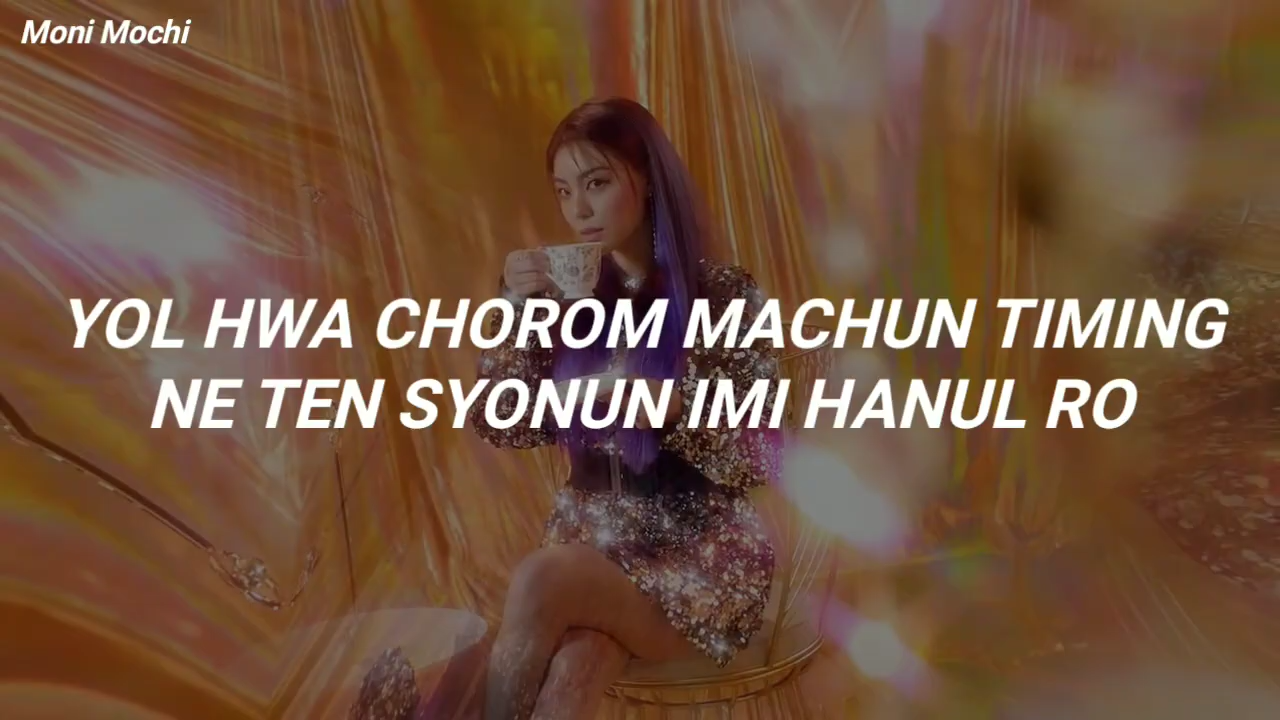 Moni Mochi
YOL HWA CHOROM MACHUN TIMING
NE TEN SYONUN IMI HANUL RO